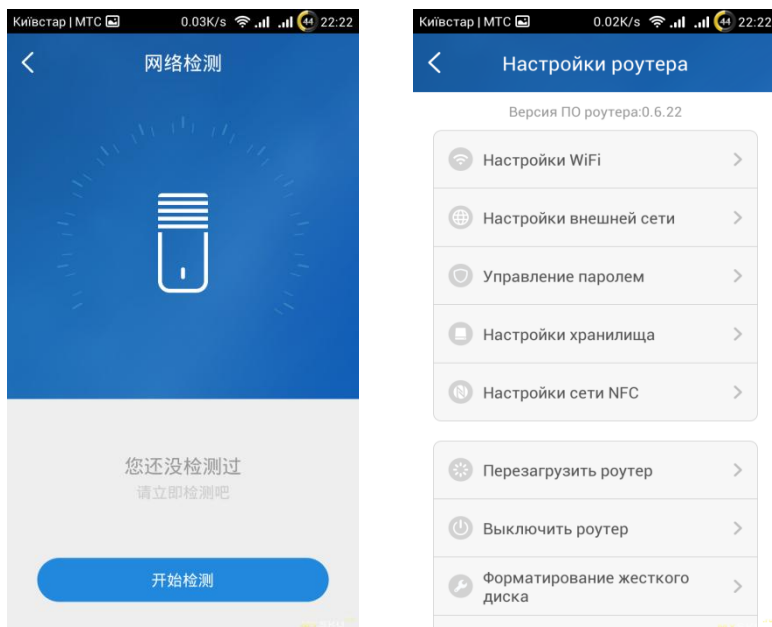 Київстар | МТС 0.03K/s 44 22:22
网络检测
您还没检测过
请立即检测吧
开始检测
Київстар | МТС 0.02K/s 44 22:22
Настройки роутера
Версия ПО роутера:0.6.22
Настройки WiFi
Настройки внешней сети
Управление паролем
Настройки хранилища
Настройки сети NFC
Перезагрузить роутер
Выключить роутер
Форматирование жесткого
диска